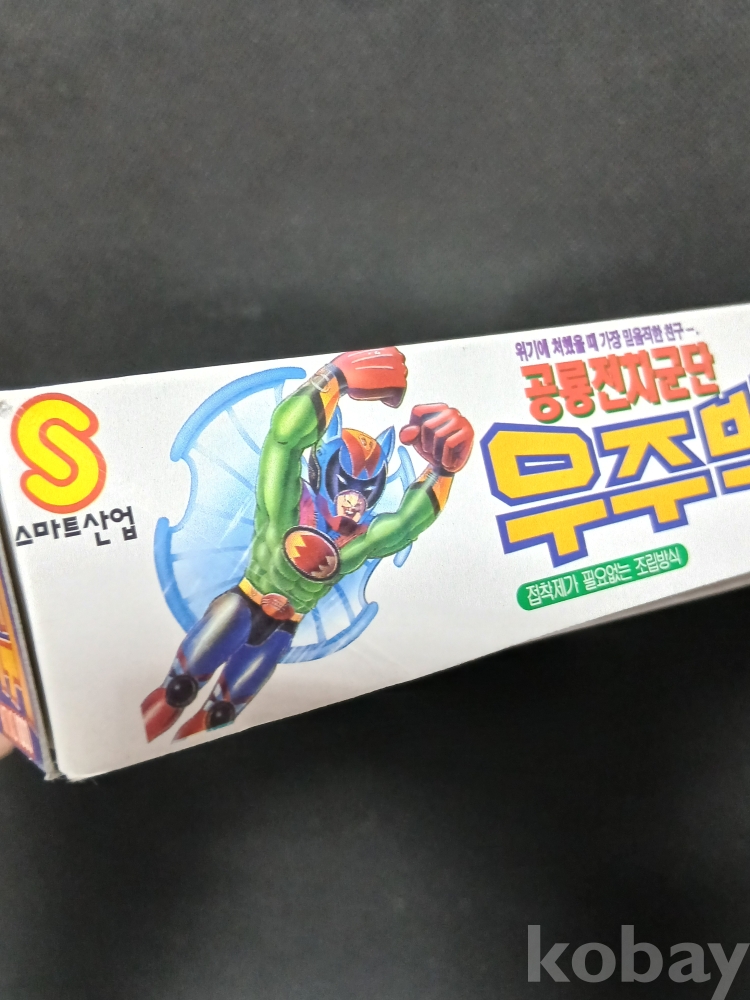 S
스마트산업
위기에 처했을 때 가장 믿음직한 친구—.
공룡전차군단
우주
접착제가 필요없는 조립방식
kobay